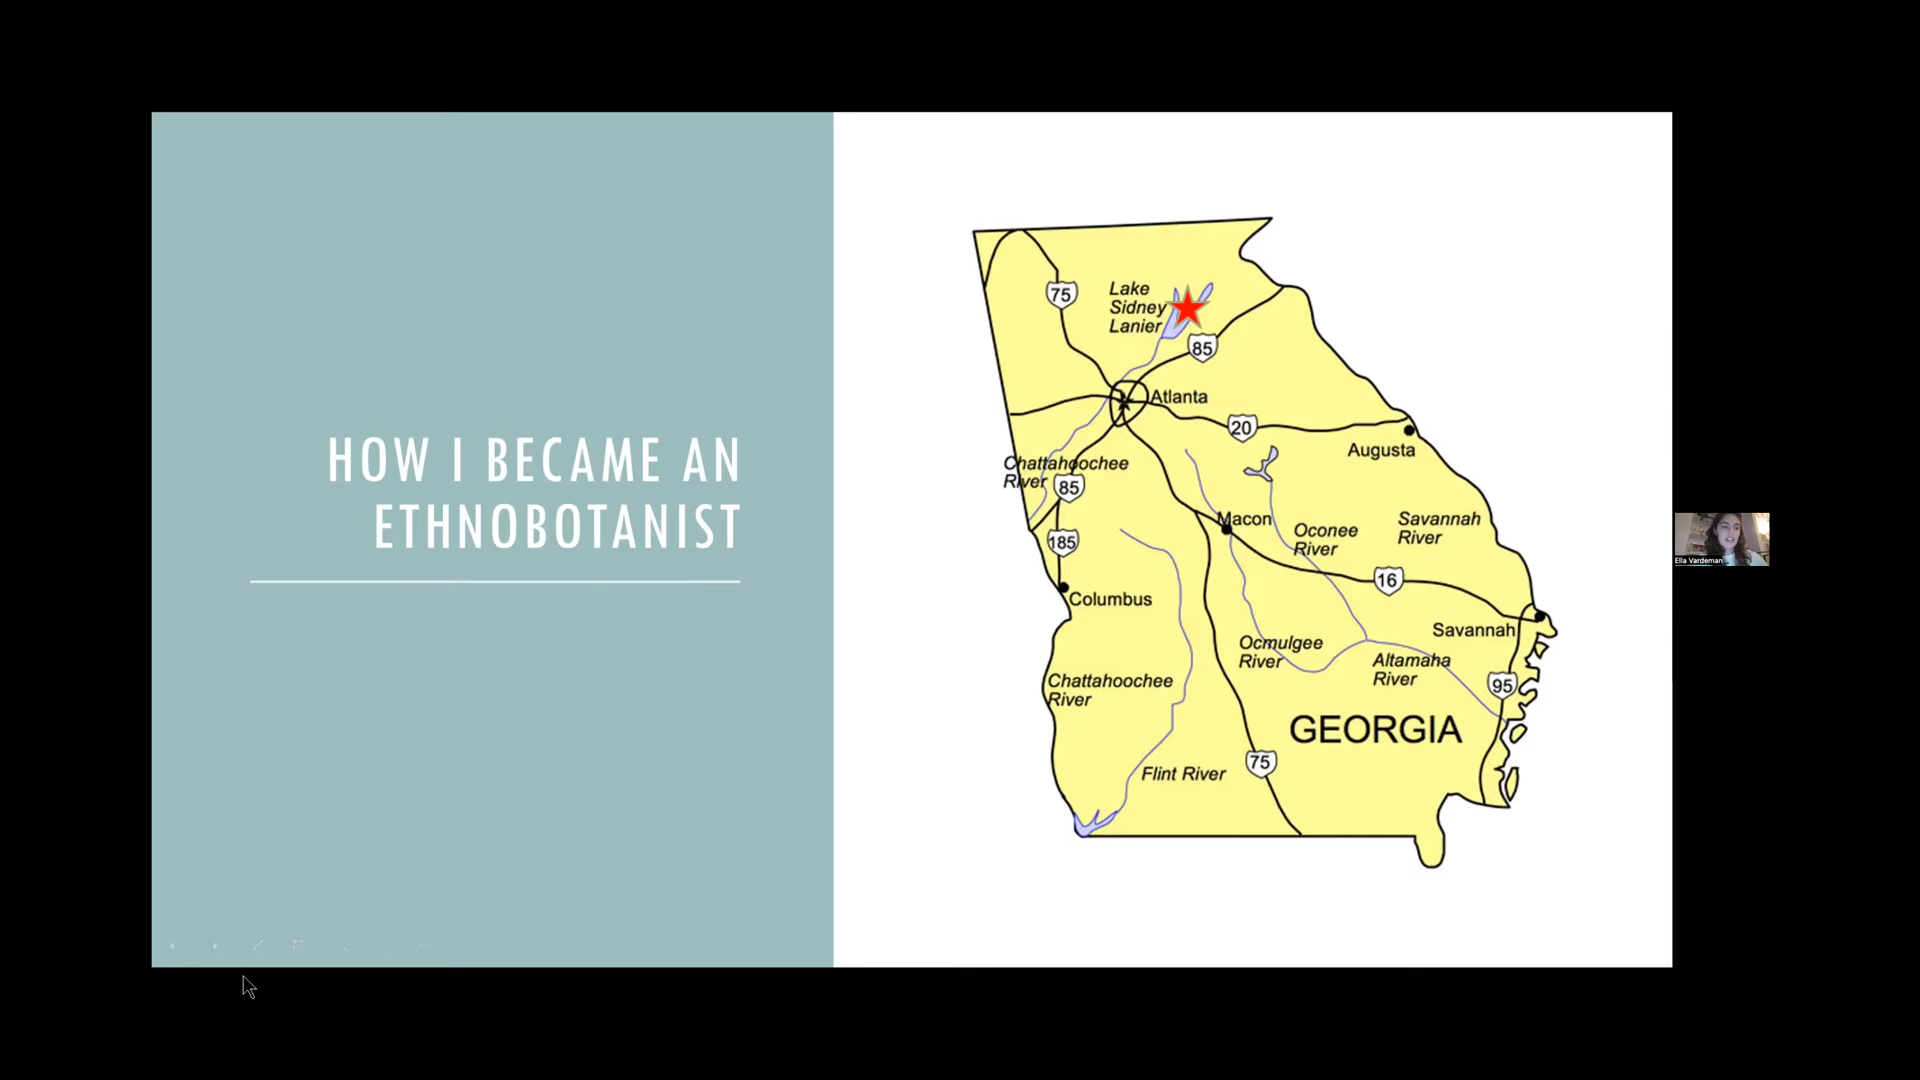 HOW I BECAME AN
ETHNOBOTANIST
75
Lake
Sidney
Lanier
85
Atlanta
20
Augusta
Chattahoochee
River
85
Macon
Oconee
River
Savannah
River
185
16
Columbus
Savannah
Ocmulgee
River
Altamaha
River
Chattahoochee
River
95
GEORGIA
75
Flint River
Ella Vardeman